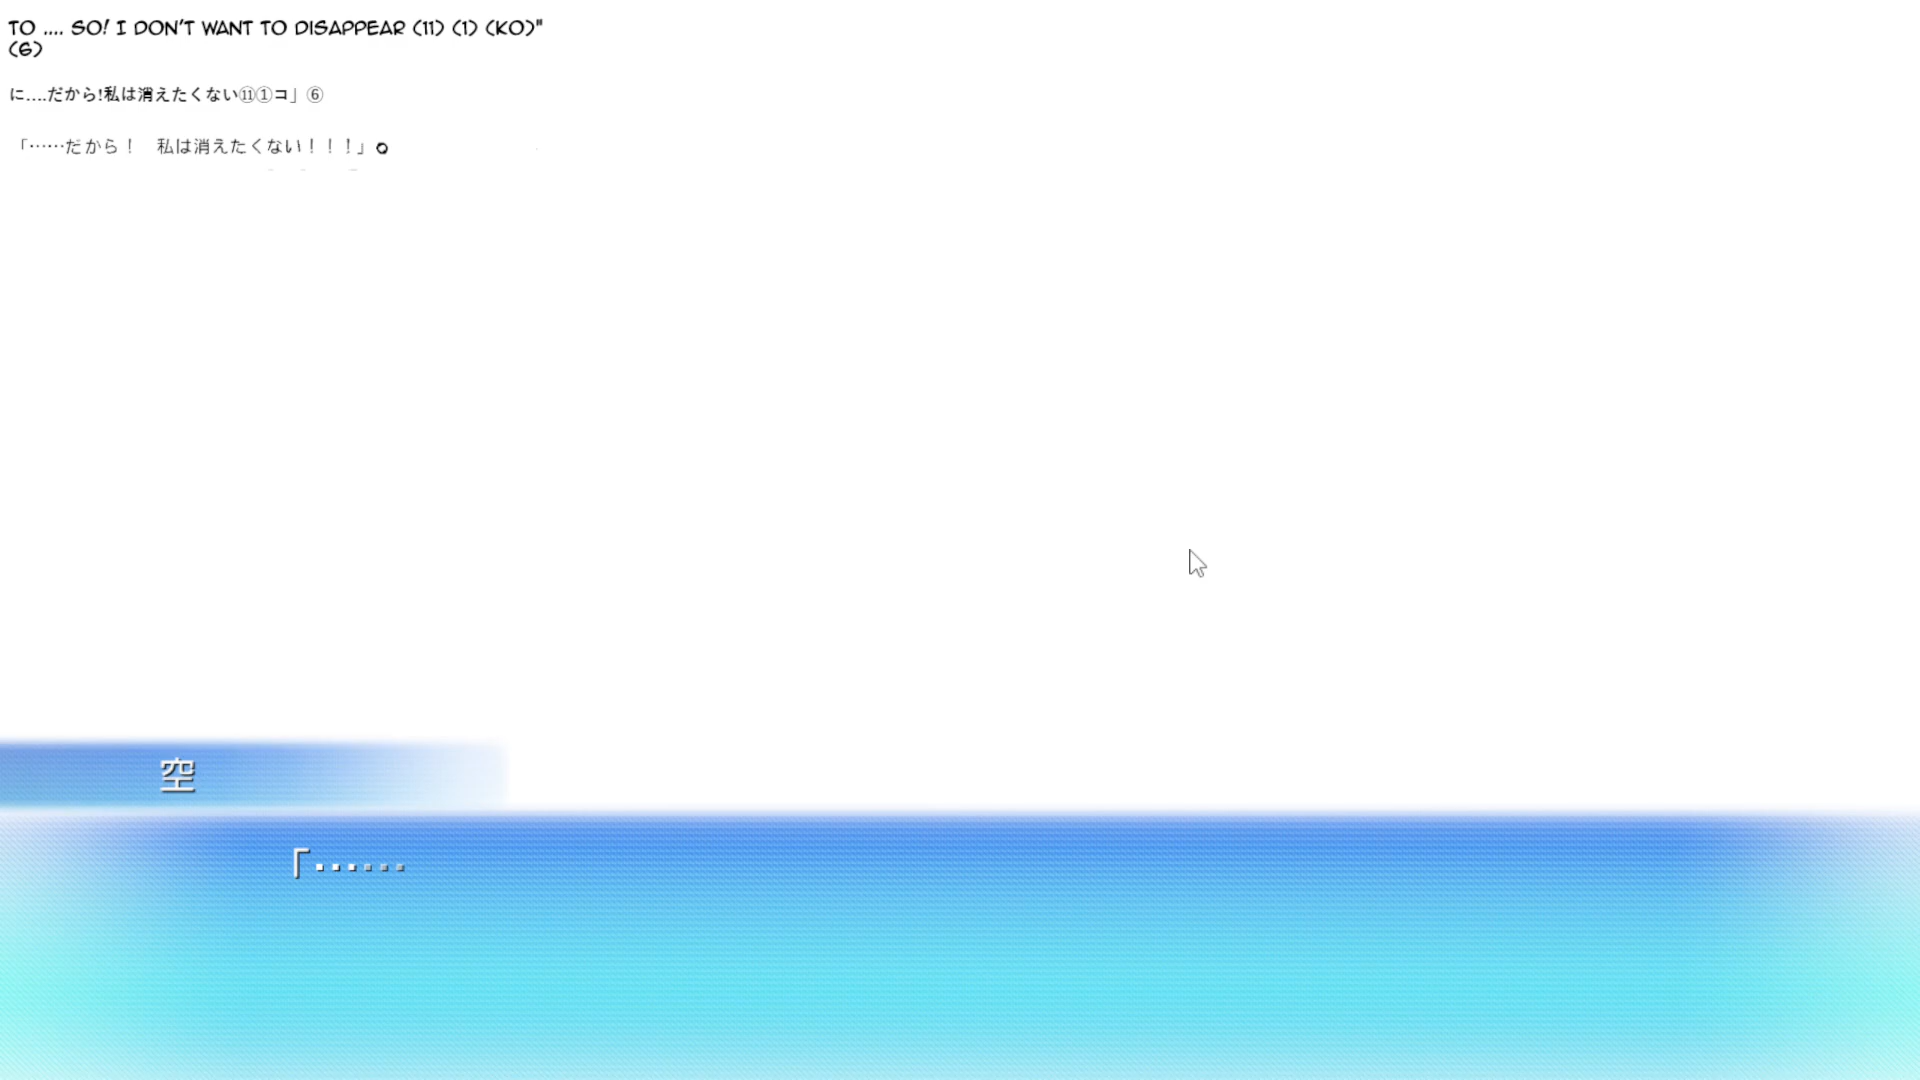 TO .... SO! I DON'T WANT TO DISAPPEAR (11) (1) (KO)"
(6)
に....だから!私は消えたくない⑪①コ」⑥
「……だから！　私は消えたくない！！！」
空
「……